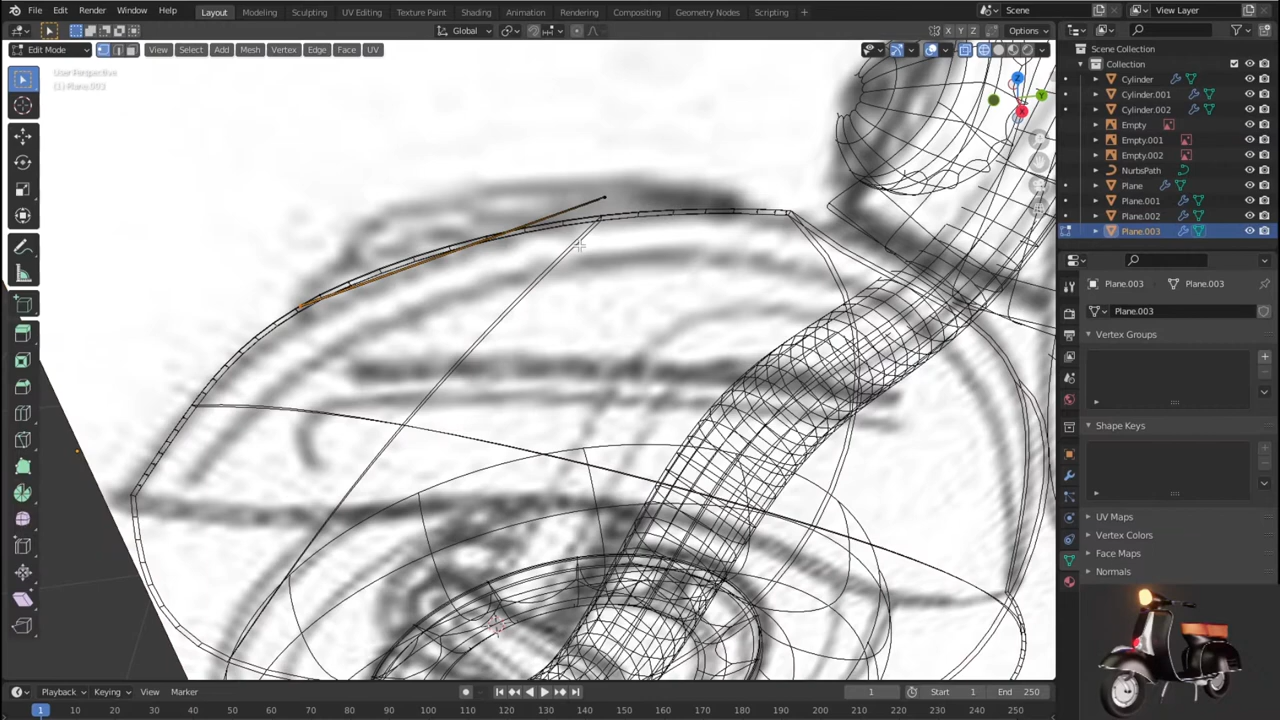 File Edit Render Window Help Layout Modeling Sculpting UV Editing Texture Paint Shading Animation Rendering Compositing Geometry Nodes Scripting + Scene View Layer
Global X Y Z Options
Edit Mode View Select Add Mesh Vertex Edge Face UV
User Perspective
(1) Plane.003
Z
Y
X
Scene Collection
Collection
Cylinder
Cylinder.001
Cylinder.002
Empty
Empty.001
Empty.002
NurbsPath
Plane
Plane.001
Plane.002
Plane.003
Plane.003 Plane.003
Plane.003
Vertex Groups
Shape Keys
UV Maps
Vertex Colors
Face Maps
Normals
Playback Keying View Marker 1 Start 1 End 250
1 10 20 30 40 50 60 70 80 90 100 110 120 130 140 150 160 170 180 190 200 210 220 230 240 250